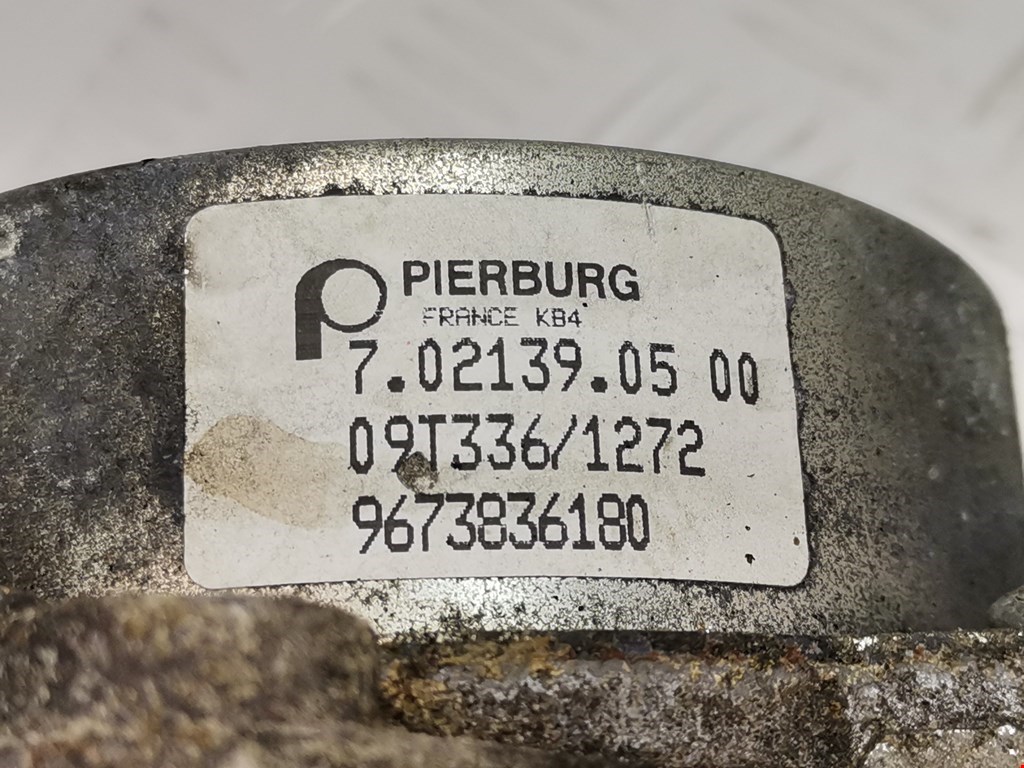 PIERBURG
FRANCE KB4
7.02139.05 00
09T336/1272
9673836180